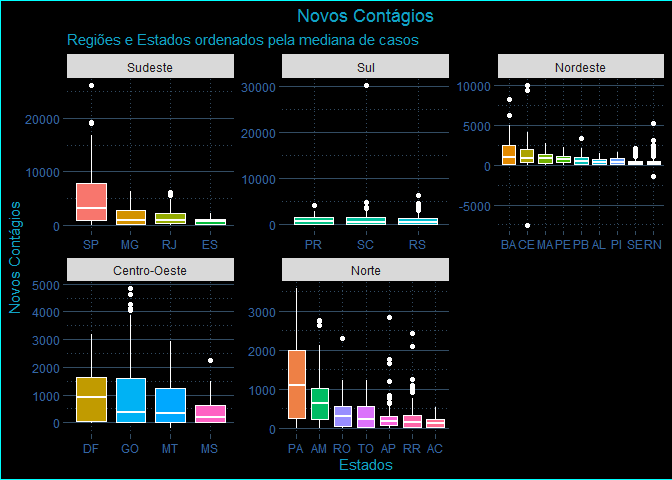 Novos Contágios
Regiões e Estados ordenados pela mediana de casos
Novos Contágios
Sudeste
20000
10000
0
SP MG RJ ES
Sul
30000
20000
10000
0
PR SC RS
Nordeste
10000
5000
0
-5000
BA CE MA PE PB AL PI SE RN
Centro-Oeste
5000
4000
3000
2000
1000
0
DF GO MT MS
Norte
3000
2000
1000
0
PA AM RO TO AP RR AC
Estados